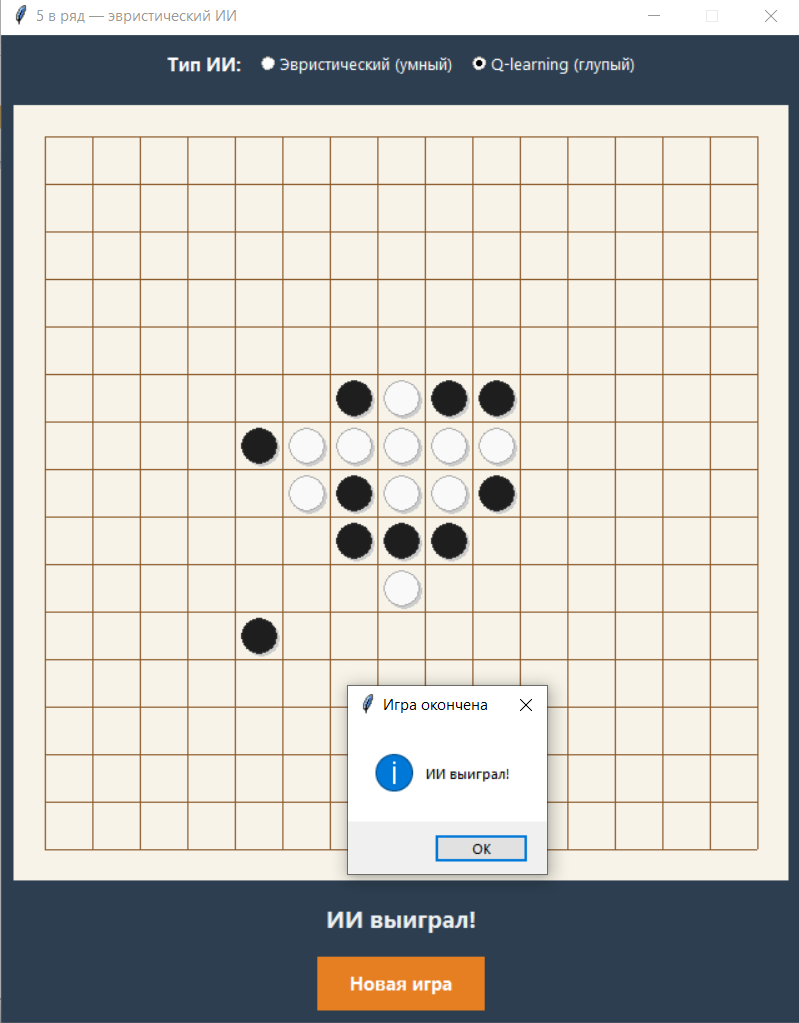 5 в ряд — эвристический ИИ
Тип ИИ: Эвристический (умный) Q-learning (глупый)
Игра окончена
ИИ выиграл!
OK
ИИ выиграл!
Новая игра